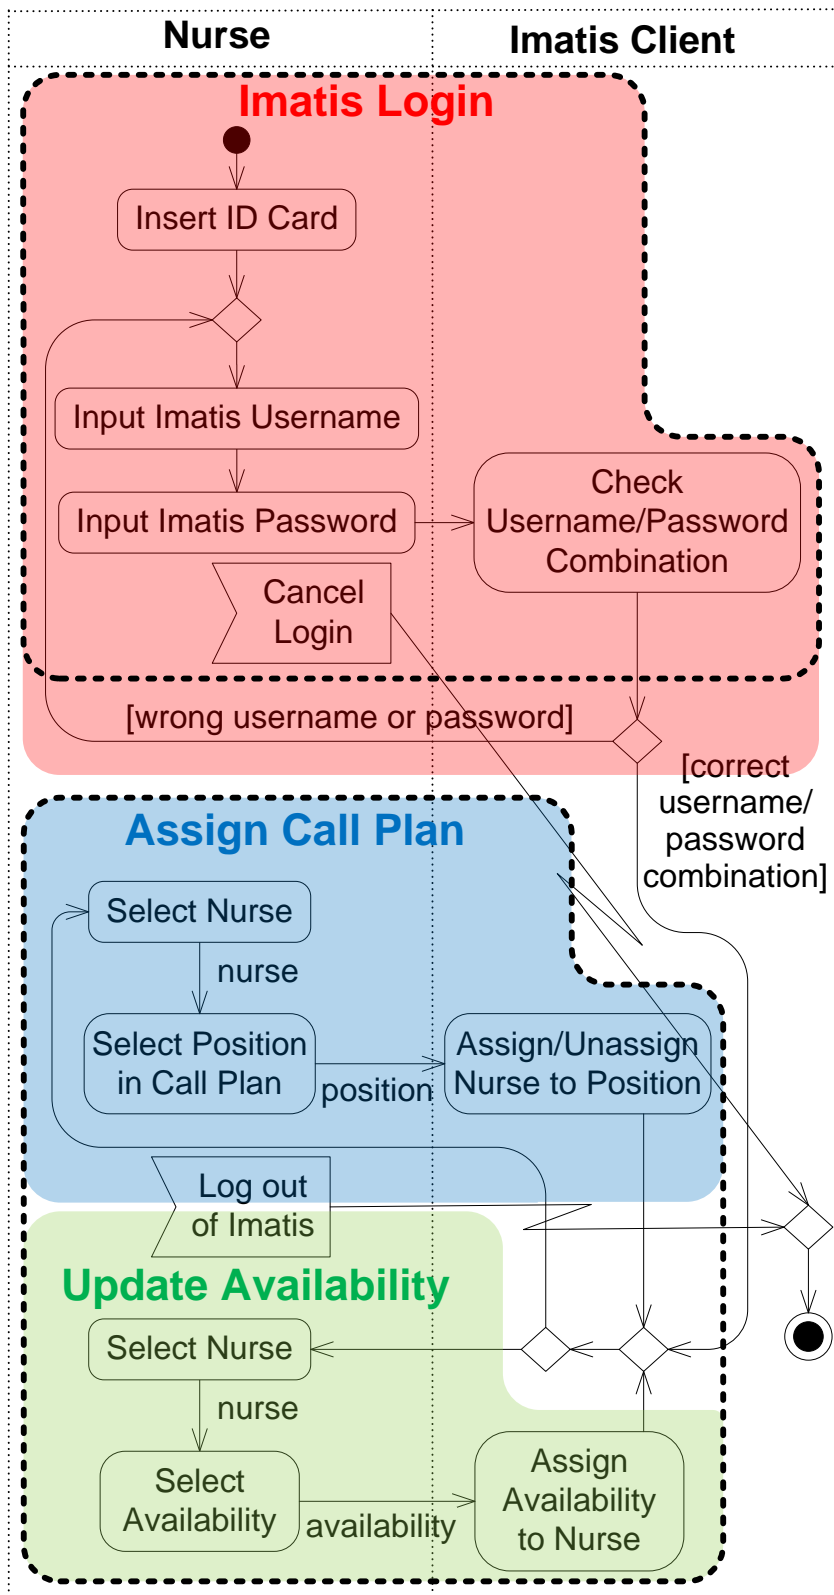 Nurse
Imatis Client
Imatis Login
Insert ID Card
Input Imatis Username
Input Imatis Password
Check
Username/Password
Combination
Cancel
Login
[wrong username or password]
[correct
username/
password
combination]
Assign Call Plan
Select Nurse
nurse
Select Position
in Call Plan
position
Assign/Unassign
Nurse to Position
Log out
of Imatis
Update Availability
Select Nurse
nurse
Select
Availability
availability
Assign
Availability
to Nurse